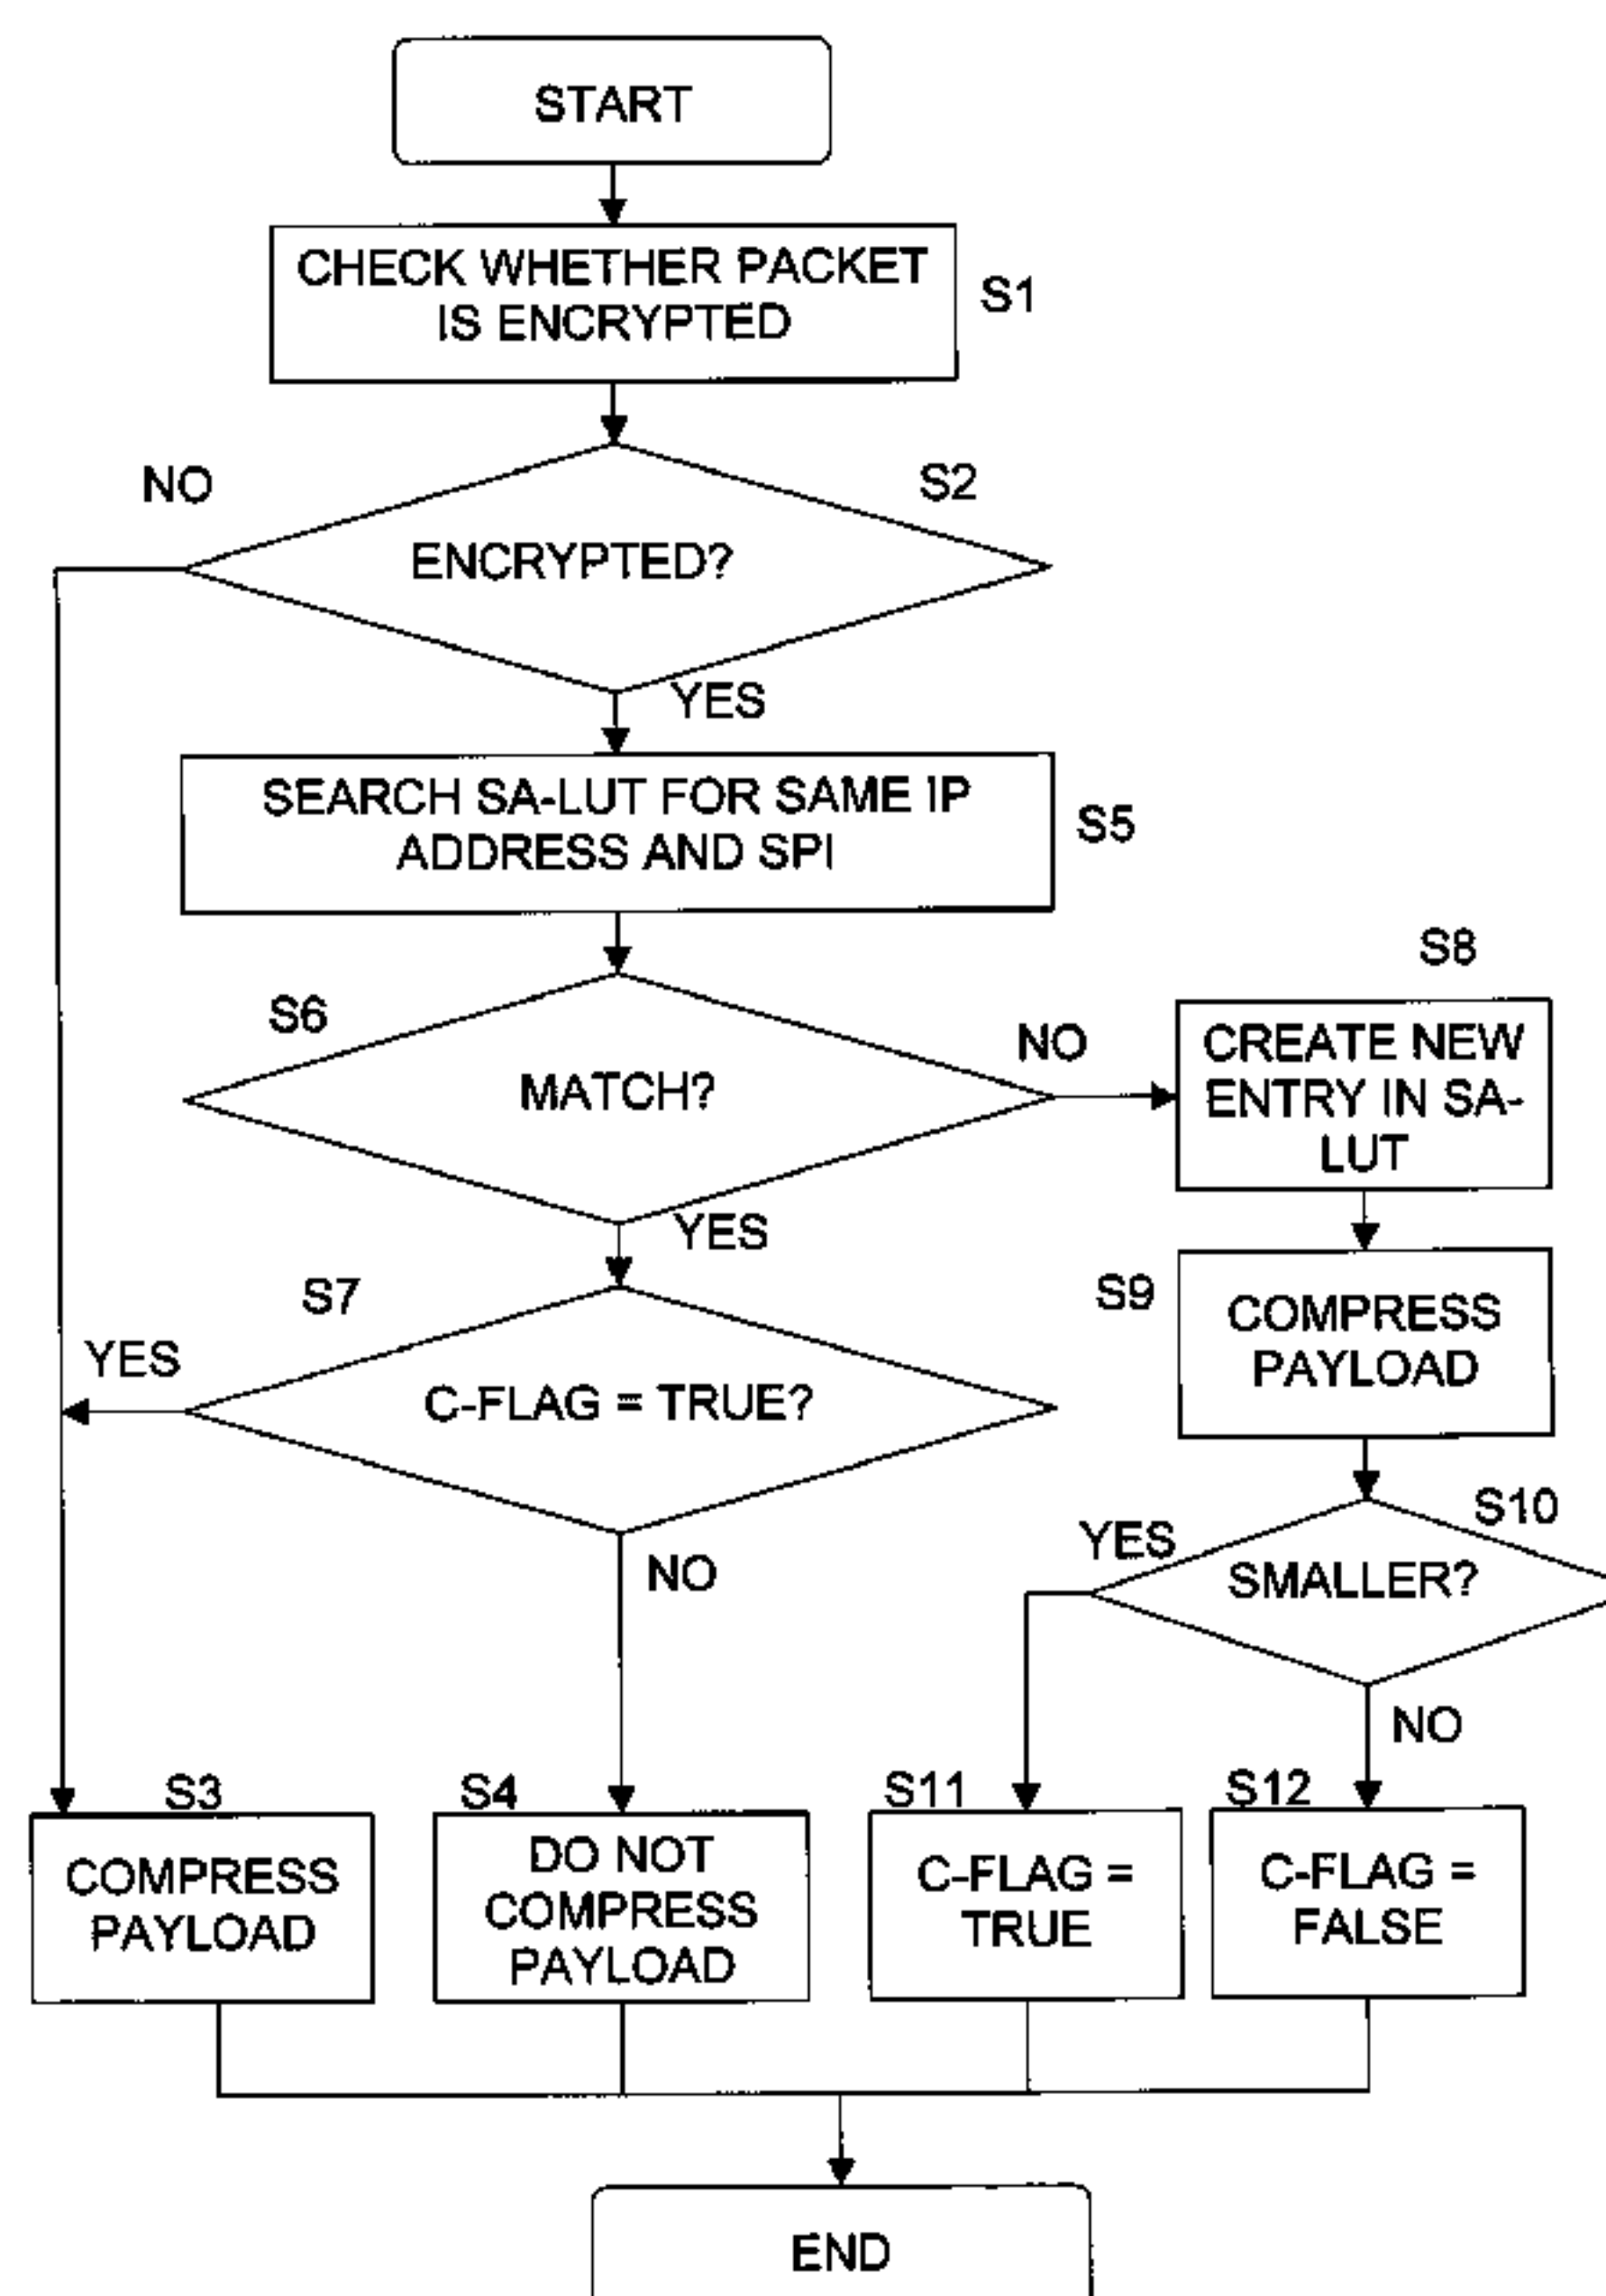 START
CHECK WHETHER PACKET
IS ENCRYPTED
S1
NO
S2
ENCRYPTED?
YES
SEARCH SA-LUT FOR SAME IP
ADDRESS AND SPI
S5
S6
MATCH?
NO
S8
CREATE NEW
ENTRY IN SA-
LUT
YES
S7
C-FLAG = TRUE?
YES
NO
S9
COMPRESS
PAYLOAD
S10
SMALLER?
YES
NO
S3
COMPRESS
PAYLOAD
S4
DO NOT
COMPRESS
PAYLOAD
S11
C-FLAG =
TRUE
S12
C-FLAG =
FALSE
END